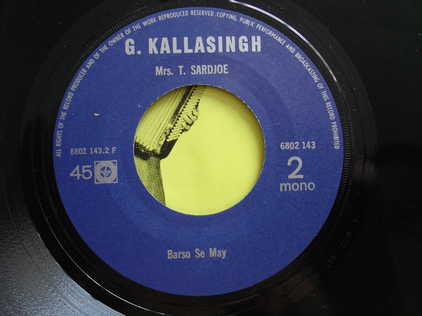 ALL RIGHTS OF THE RECORD PRODUCER AND OF THE OWNER OF THE WORK REPRODUCED RESERVED. COPYING, PUBLIC PERFORMANCE AND BROADCASTING OF THIS RECORD PROHIBITED
G. KALLASINGH
Mrs. T. SARDJOE
6802 143.2 F
6802 143
45
2
mono
Barso Se May